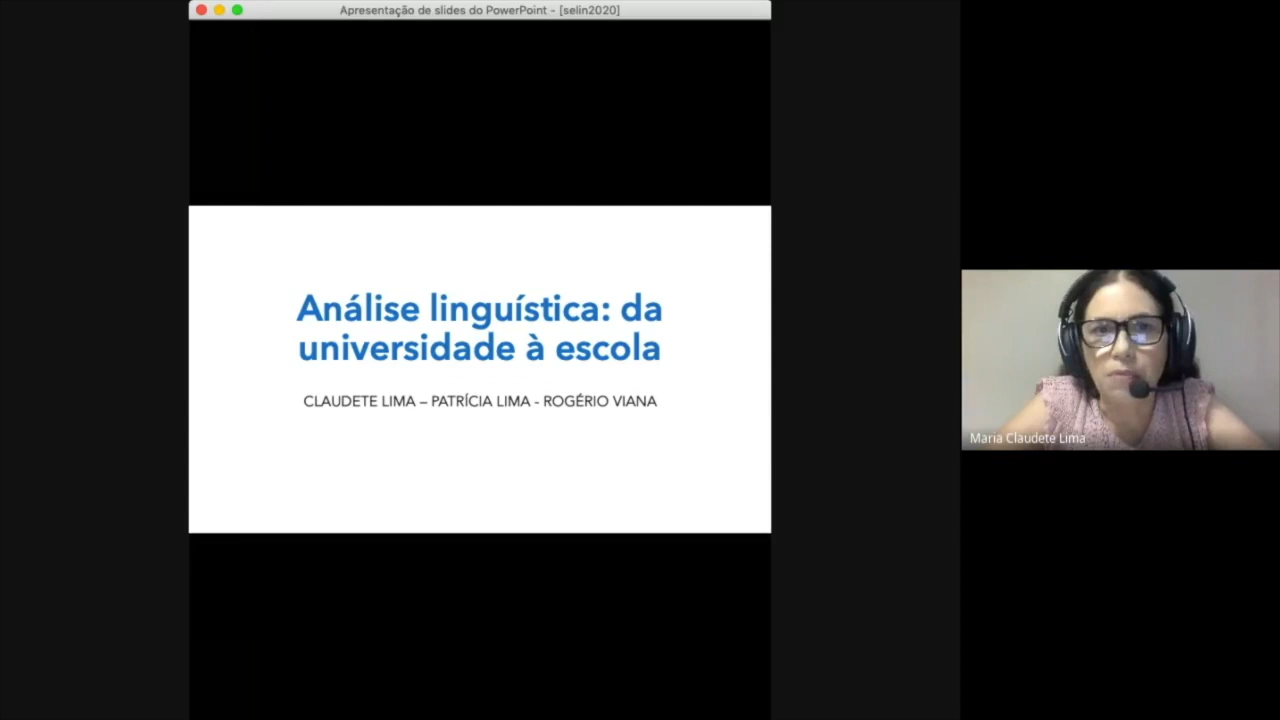 Apresentação de slides do PowerPoint - [selin2020]
Análise linguística: da
universidade à escola
CLAUDETE LIMA – PATRÍCIA LIMA - ROGÉRIO VIANA
Maria Claudete Lima